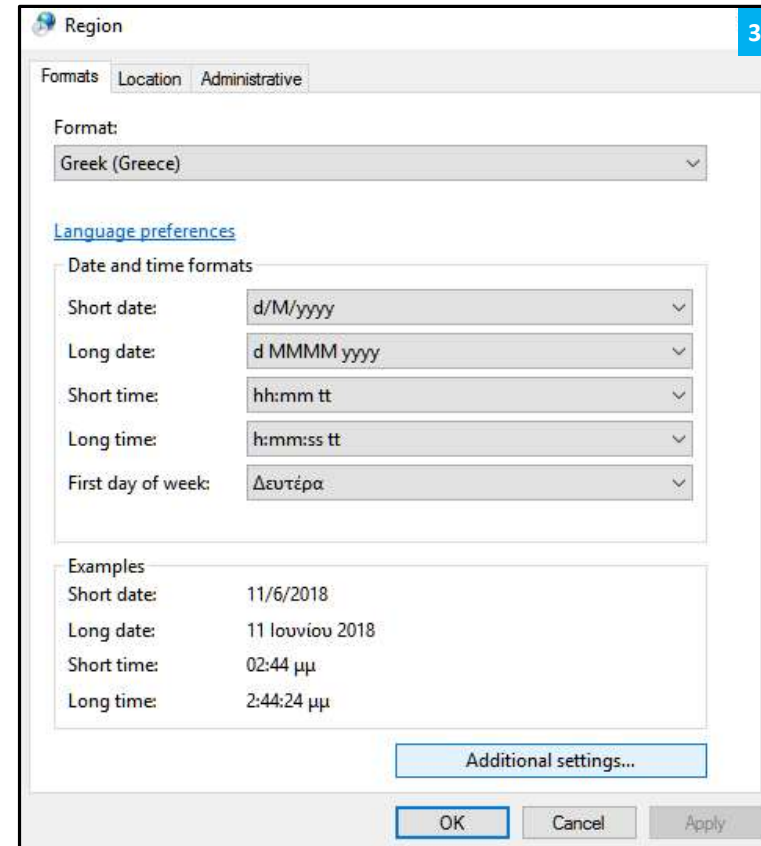 Region
3
Formats Location Administrative
Format:
Greek (Greece)
Language preferences
Date and time formats
Short date: d/M/yyyy
Long date: d MMMM yyyy
Short time: hh:mm tt
Long time: h:mm:ss tt
First day of week: Δευτέρα
Examples
Short date: 11/6/2018
Long date: 11 Ιουνίου 2018
Short time: 02:44 μμ
Long time: 2:44:24 μμ
Additional settings...
OK Cancel Apply